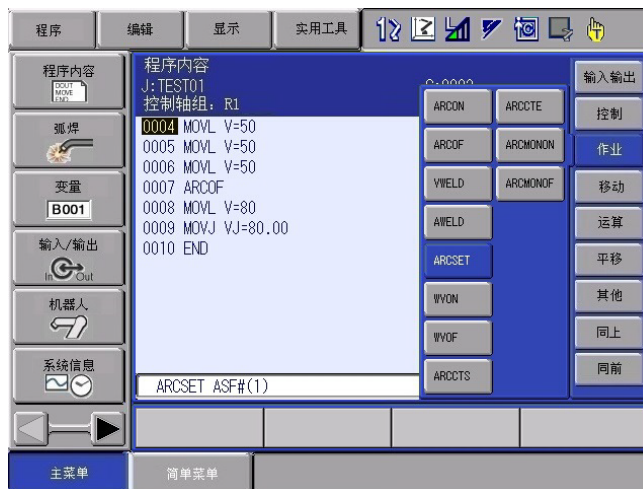 程序
编辑
显示
实用工具
程序内容
DOUT
MOVE
END
弧焊
变量
B001
输入/输出
In Out
机器人
系统信息
程序内容
J:TEST01
控制轴组: R1
0004 MOVL V=50
0005 MOVL V=50
0006 MOVL V=50
0007 ARCOF
0008 MOVL V=80
0009 MOVJ VJ=80.00
0010 END
ARCSET ASF#(1)
ARCON
ARCOF
VWELD
AWELD
ARCSET
WVON
WVOF
ARCCTS
ARCCTE
ARCMONON
ARCMONOF
输入输出
控制
作业
移动
运算
平移
其他
同上
同前
主菜单
简单菜单